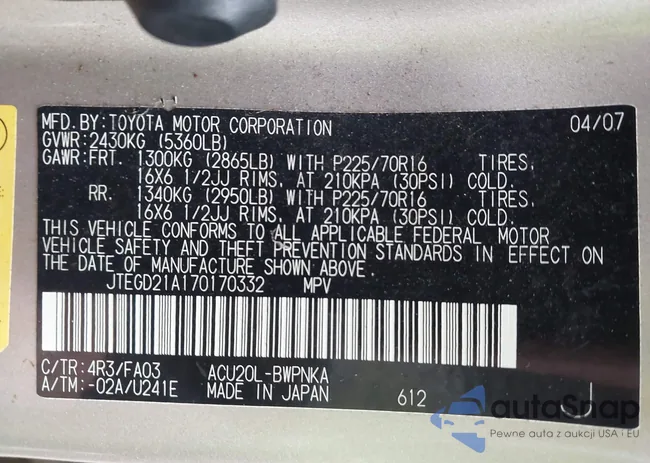 MFD. BY: TOYOTA MOTOR CORPORATION 04/07
GVWR: 2430KG (5360LB)
GAWR: FRT. 1300KG (2865LB) WITH P225/70R16 TIRES,
16X6 1/2JJ RIMS, AT 210KPA (30PSI) COLD.
RR. 1340KG (2950LB) WITH P225/70R16 TIRES,
16X6 1/2JJ RIMS, AT 210KPA (30PSI) COLD.
THIS VEHICLE CONFORMS TO ALL APPLICABLE FEDERAL MOTOR
VEHICLE SAFETY AND THEFT PREVENTION STANDARDS IN EFFECT ON
THE DATE OF MANUFACTURE SHOWN ABOVE.
JTEGD21A170170332 MPV
C/TR: 4R3/FA03 ACU20L-BWPNKA
A/TM: -02A/U241E MADE IN JAPAN 612 J
autaSnap
Pewne auta z aukcji USA i EU